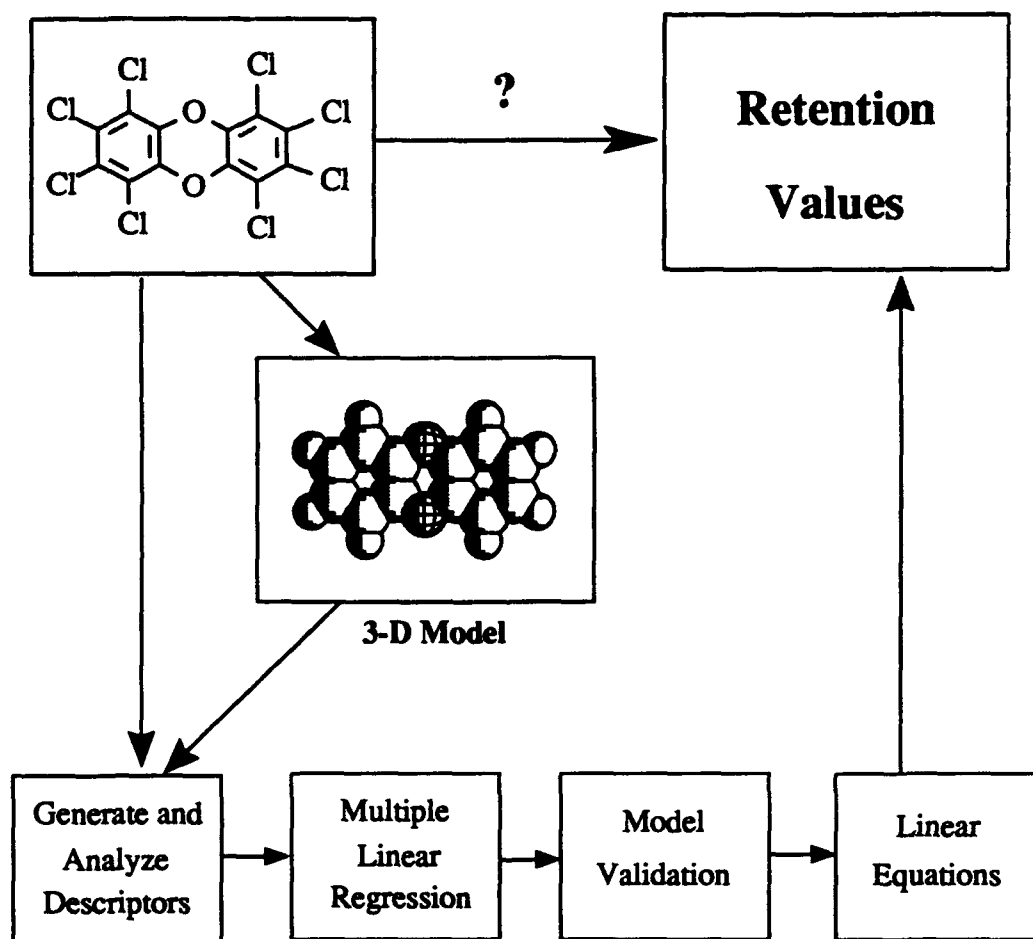 Cl Cl
Cl O Cl
Cl O Cl
Cl Cl
?
Retention
Values
3-D Model
Generate and
Analyze
Descriptors
Multiple
Linear
Regression
Model
Validation
Linear
Equations